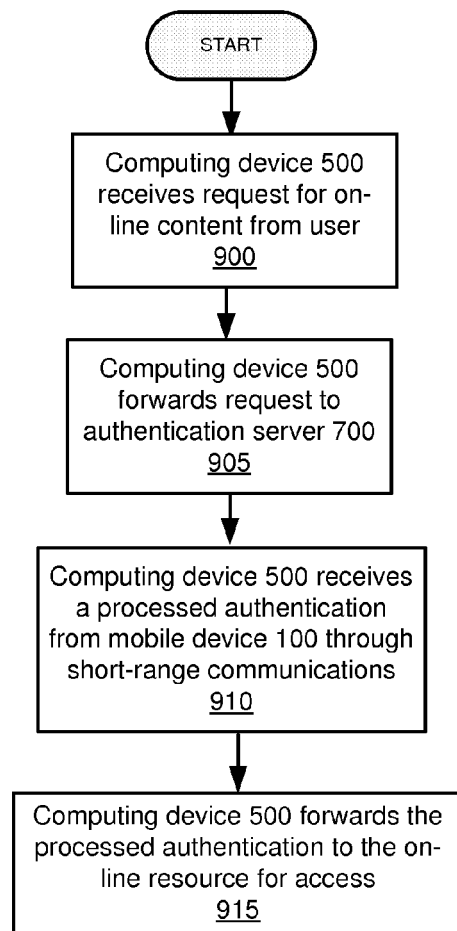 START
Computing device 500
receives request for on-
line content from user
900
Computing device 500
forwards request to
authentication server 700
905
Computing device 500 receives
a processed authentication
from mobile device 100 through
short-range communications
910
Computing device 500 forwards the
processed authentication to the on-
line resource for access
915